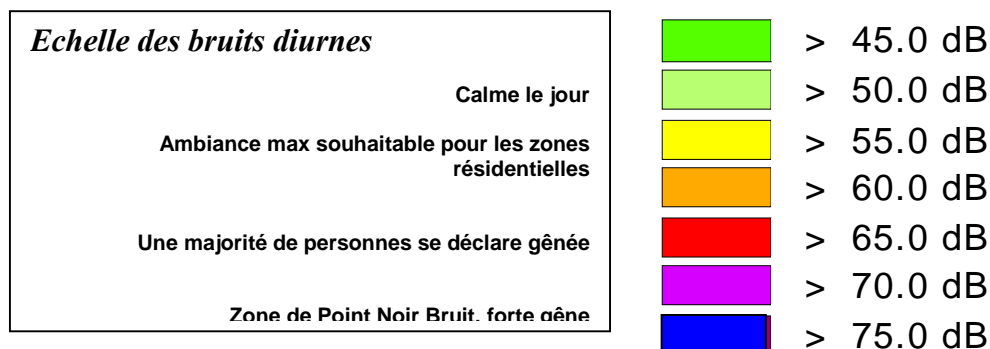 Echelle des bruits diurnes
Calme le jour
Ambiance max souhaitable pour les zones
résidentielles
Une majorité de personnes se déclare gênée
Zone de Point Noir Bruit, forte gêne
> 45.0 dB
> 50.0 dB
> 55.0 dB
> 60.0 dB
> 65.0 dB
> 70.0 dB
> 75.0 dB